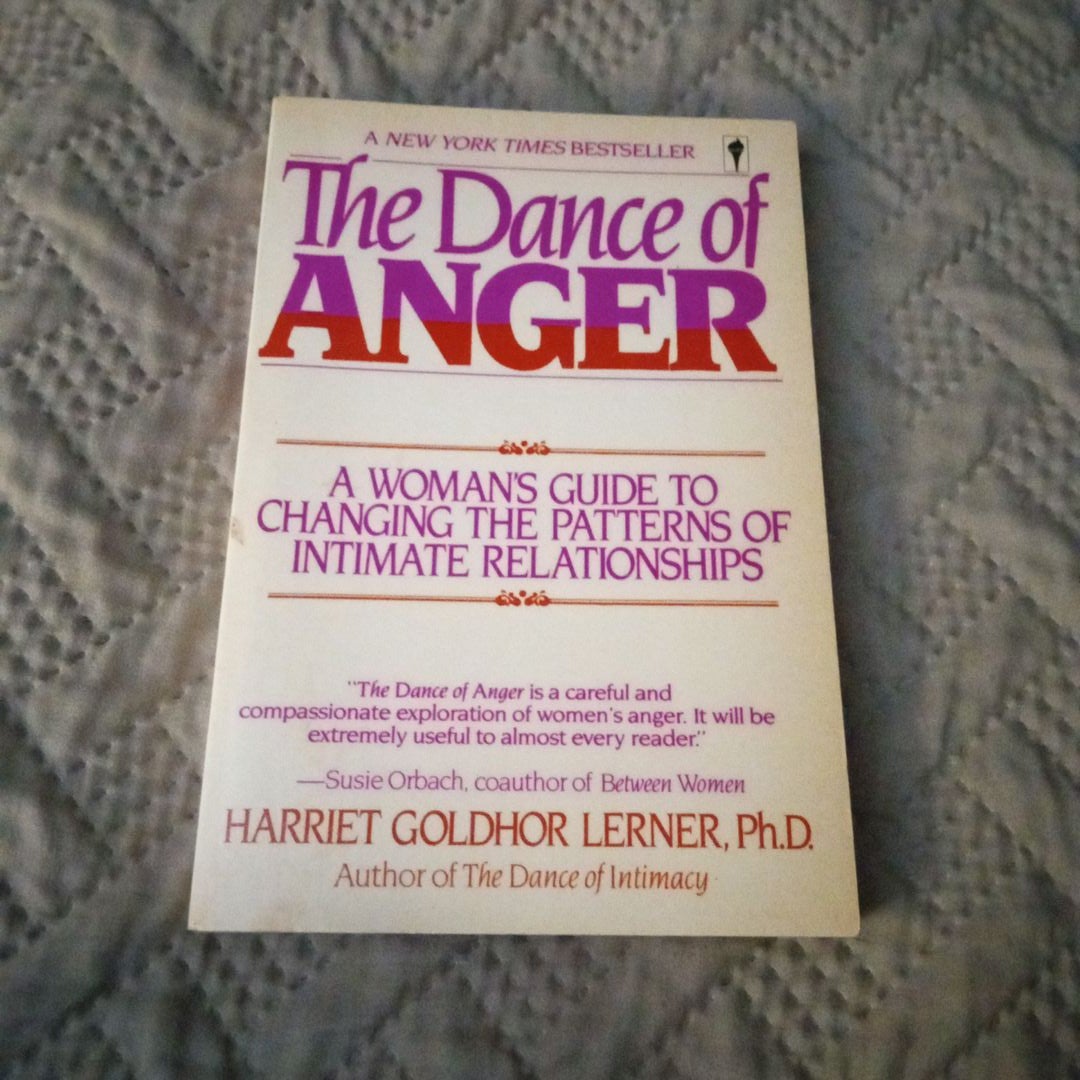 A NEW YORK TIMES BESTSELLER
The Dance of
ANGER
A WOMAN'S GUIDE TO
CHANGING THE PATTERNS OF
INTIMATE RELATIONSHIPS
"The Dance of Anger is a careful and
compassionate exploration of women's anger. It will be
extremely useful to almost every reader."
—Susie Orbach, coauthor of Between Women
HARRIET GOLDHOR LERNER, Ph.D.
Author of The Dance of Intimacy